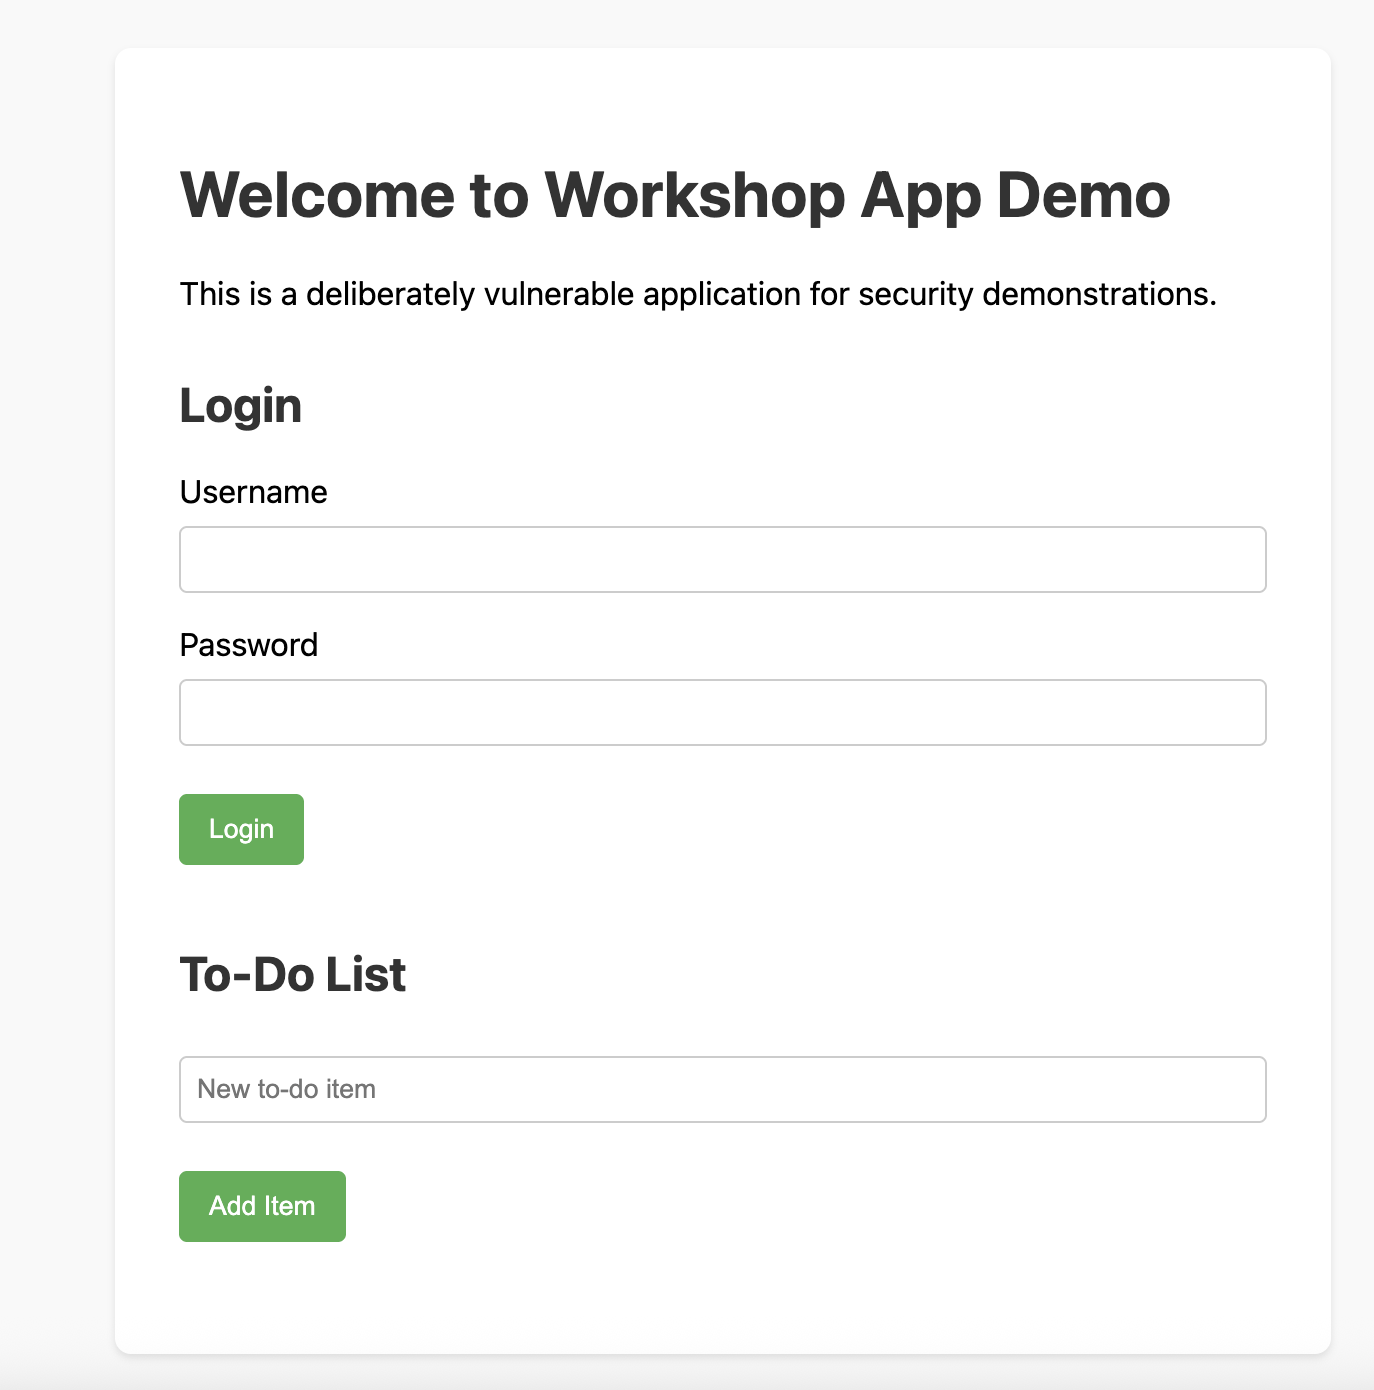 Welcome to Workshop App Demo
This is a deliberately vulnerable application for security demonstrations.
Login
Username
Password
Login
To-Do List
New to-do item
Add Item